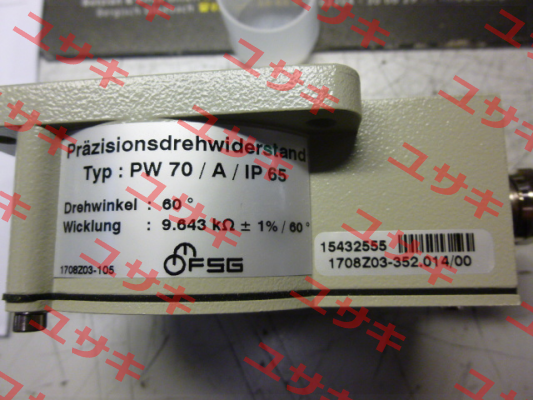 Präzisionsdrehwiderstand
Typ : PW 70 / A / IP 65
Drehwinkel : 60 °
Wicklung : 9.643 kΩ ± 1% / 60 °
1708Z03-105
FSG
15432555
1708Z03-352.014/00
ユサキ